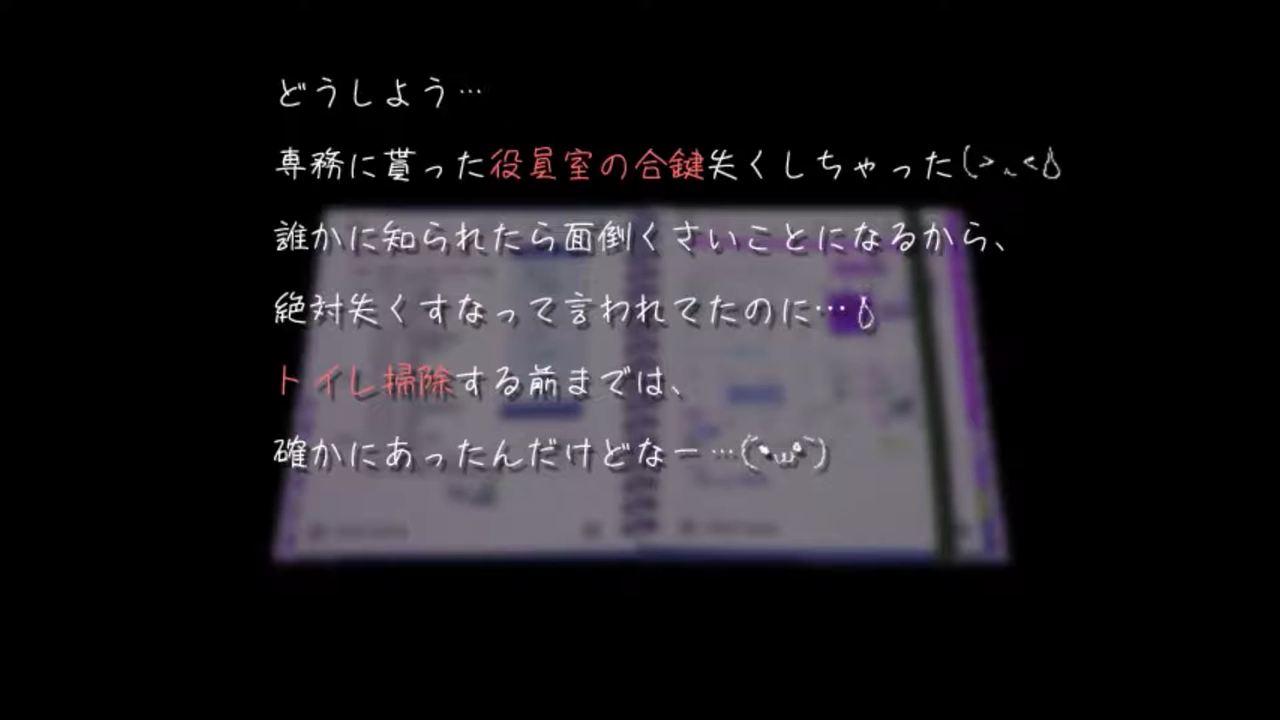 どうしよう…
専務に貰った役員室の合鍵失くしちゃった(>_<
誰かに知られたら面倒くさいことになるから、
絶対失くすなって言われてたのに…
トイレ掃除する前までは、
確かにあったんだけどなー…(´・ω・`)